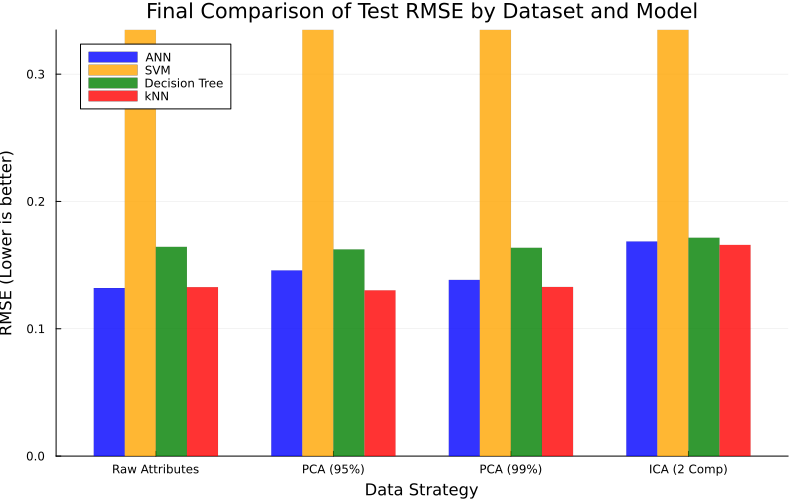 Final Comparison of Test RMSE by Dataset and Model
ANN
SVM
Decision Tree
kNN
RMSE (Lower is better)
0.3
0.2
0.1
0.0
Raw Attributes
PCA (95%)
PCA (99%)
ICA (2 Comp)
Data Strategy